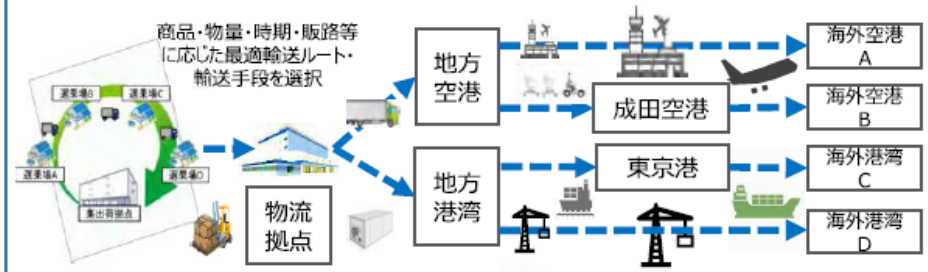 商品・物量・時期・販路等
に応じた最適輸送ルート・
輸送手段を選択
選果場B
選果場C
選果場A
選果場D
集出荷拠点
物流
拠点
地方
空港
地方
港湾
成田空港
東京港
海外空港
A
海外空港
B
海外港湾
C
海外港湾
D